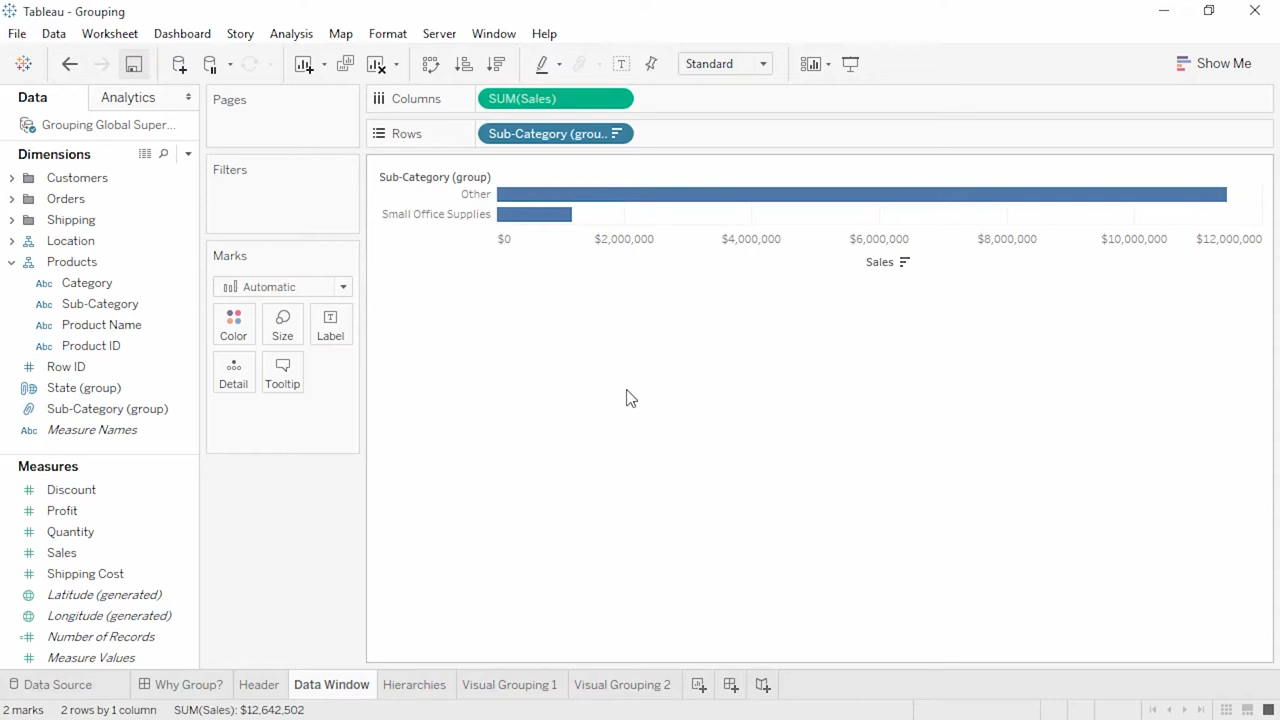 Tableau - Grouping
File Data Worksheet Dashboard Story Analysis Map Format Server Window Help
Standard
Show Me
Data Analytics
Grouping Global Super...
Dimensions
Customers
Orders
Shipping
Location
Products
Abc Category
Abc Sub-Category
Abc Product Name
Abc Product ID
# Row ID
State (group)
Sub-Category (group)
Abc Measure Names
Measures
# Discount
# Profit
# Quantity
# Sales
# Shipping Cost
Latitude (generated)
Longitude (generated)
=# Number of Records
# Measure Values
Pages
Filters
Marks
Automatic
Color Size Label
Detail Tooltip
Columns SUM(Sales)
Rows Sub-Category (grou..
Sub-Category (group)
Other
Small Office Supplies
$0 $2,000,000 $4,000,000 $6,000,000 $8,000,000 $10,000,000 $12,000,000
Sales
Data Source Why Group? Header Data Window Hierarchies Visual Grouping 1 Visual Grouping 2
2 marks 2 rows by 1 column SUM(Sales): $12,642,502